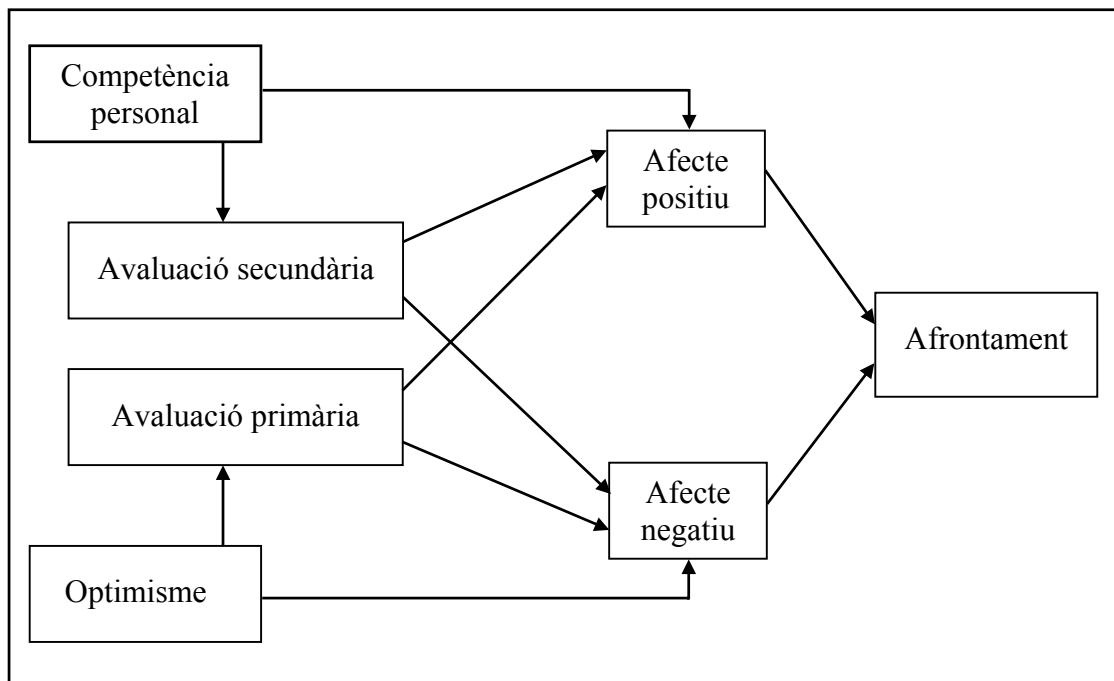 Competència
personal
Afecte
positiu
Avaluació secundària
Afrontament
Avaluació primària
Afecte
negatiu
Optimisme